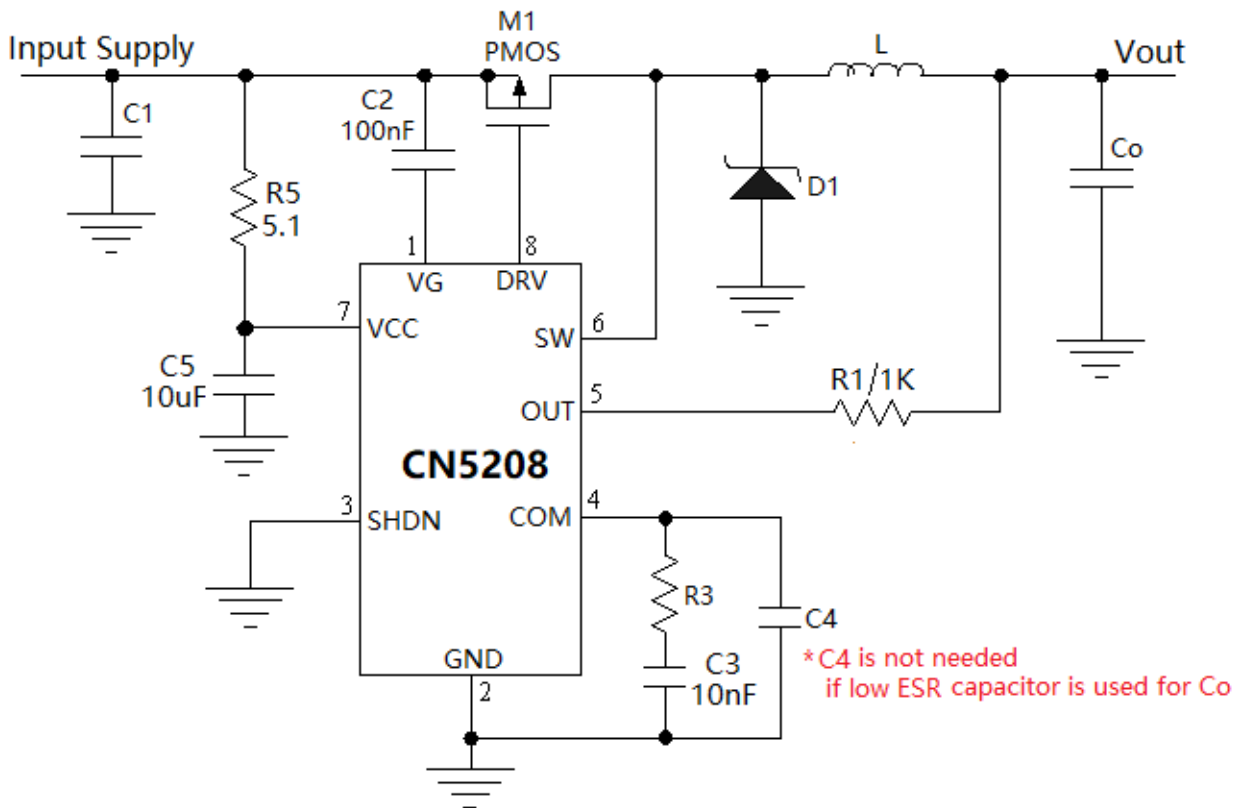 M1
PMOS
Input Supply
L
Vout
C1
C2
100nF
Co
R5
5.1
D1
1
8
VG
DRV
7
VCC
6
SW
C5
10uF
R1/1K
5
OUT
CN5208
3
SHDN
4
COM
R3
C4
*C4 is not needed
if low ESR capacitor is used for Co
GND
2
C3
10nF